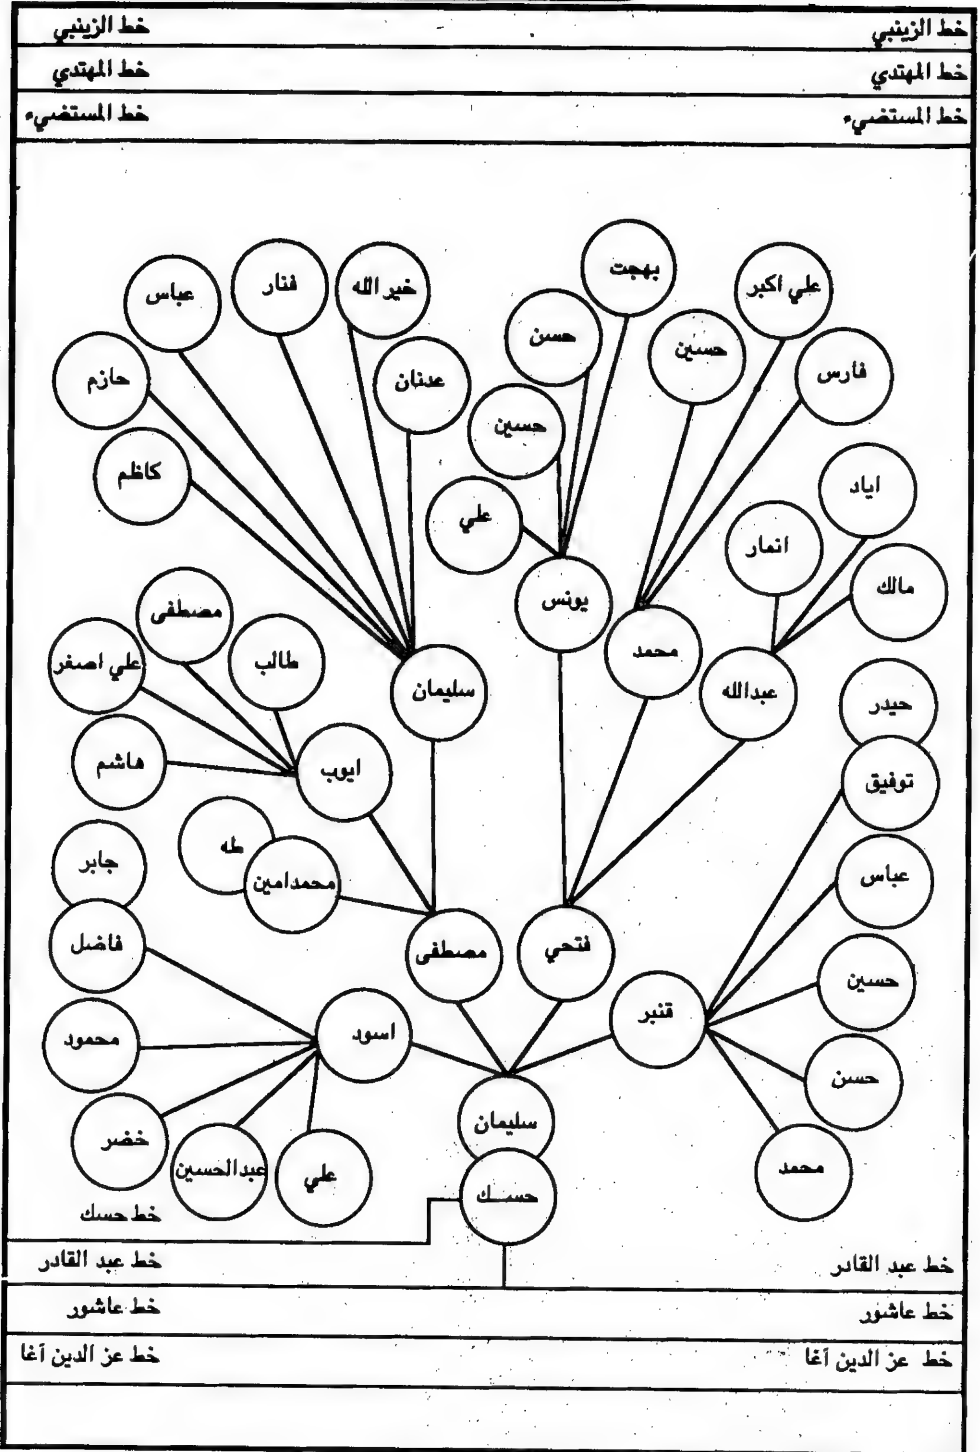 خط الزينبي
خط الزينبي
خط المهتدي
خط المهتدي
خط المستضيء
خط المستضيء
بهجت
علي اكبر
خير الله
فنار
عباس
حسن
حسين
فارس
عدنان
حازم
حسين
كاظم
علي
اياد
انمار
مالك
يونس
مصطفى
محمد
طالب
علي اصغر
عبدالله
سليمان
حيدر
ايوب
هاشم
توفيق
طه
محمدامين
جابر
عباس
فتحي
مصطفى
فاضل
حسين
قنبر
اسود
محمود
حسن
سليمان
خضر
محمد
علي
عبدالحسين
حسك
خط حسك
خط عبد القادر
خط عبد القادر
خط عاشور
خط عاشور
خط عز الدين آغا
خط عز الدين آغا